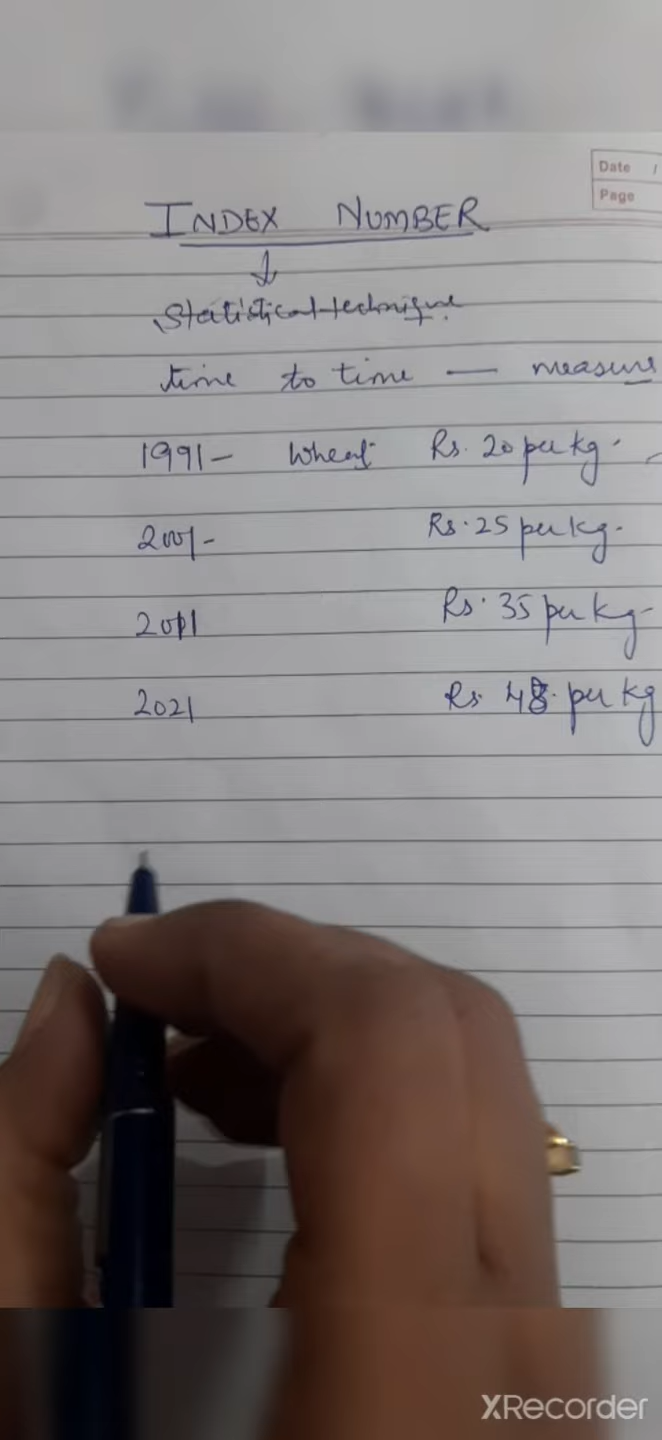 Date /
Page
INDEX NUMBER
↓
Statistical technique.
time to time — measure
1991 - Wheat Rs. 20 per kg.
2001 - Rs. 25 per kg.
2011 Rs. 35 per kg
2021 Rs. 48 per kg
XRecorder